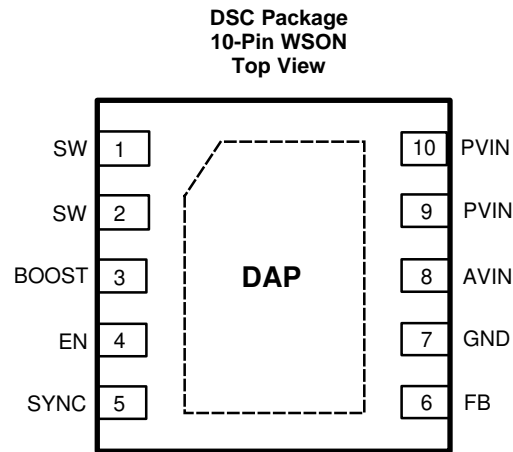 DSC Package
10-Pin WSON
Top View
SW 1 10 PVIN
SW 2 9 PVIN
BOOST 3 DAP 8 AVIN
EN 4 7 GND
SYNC 5 6 FB